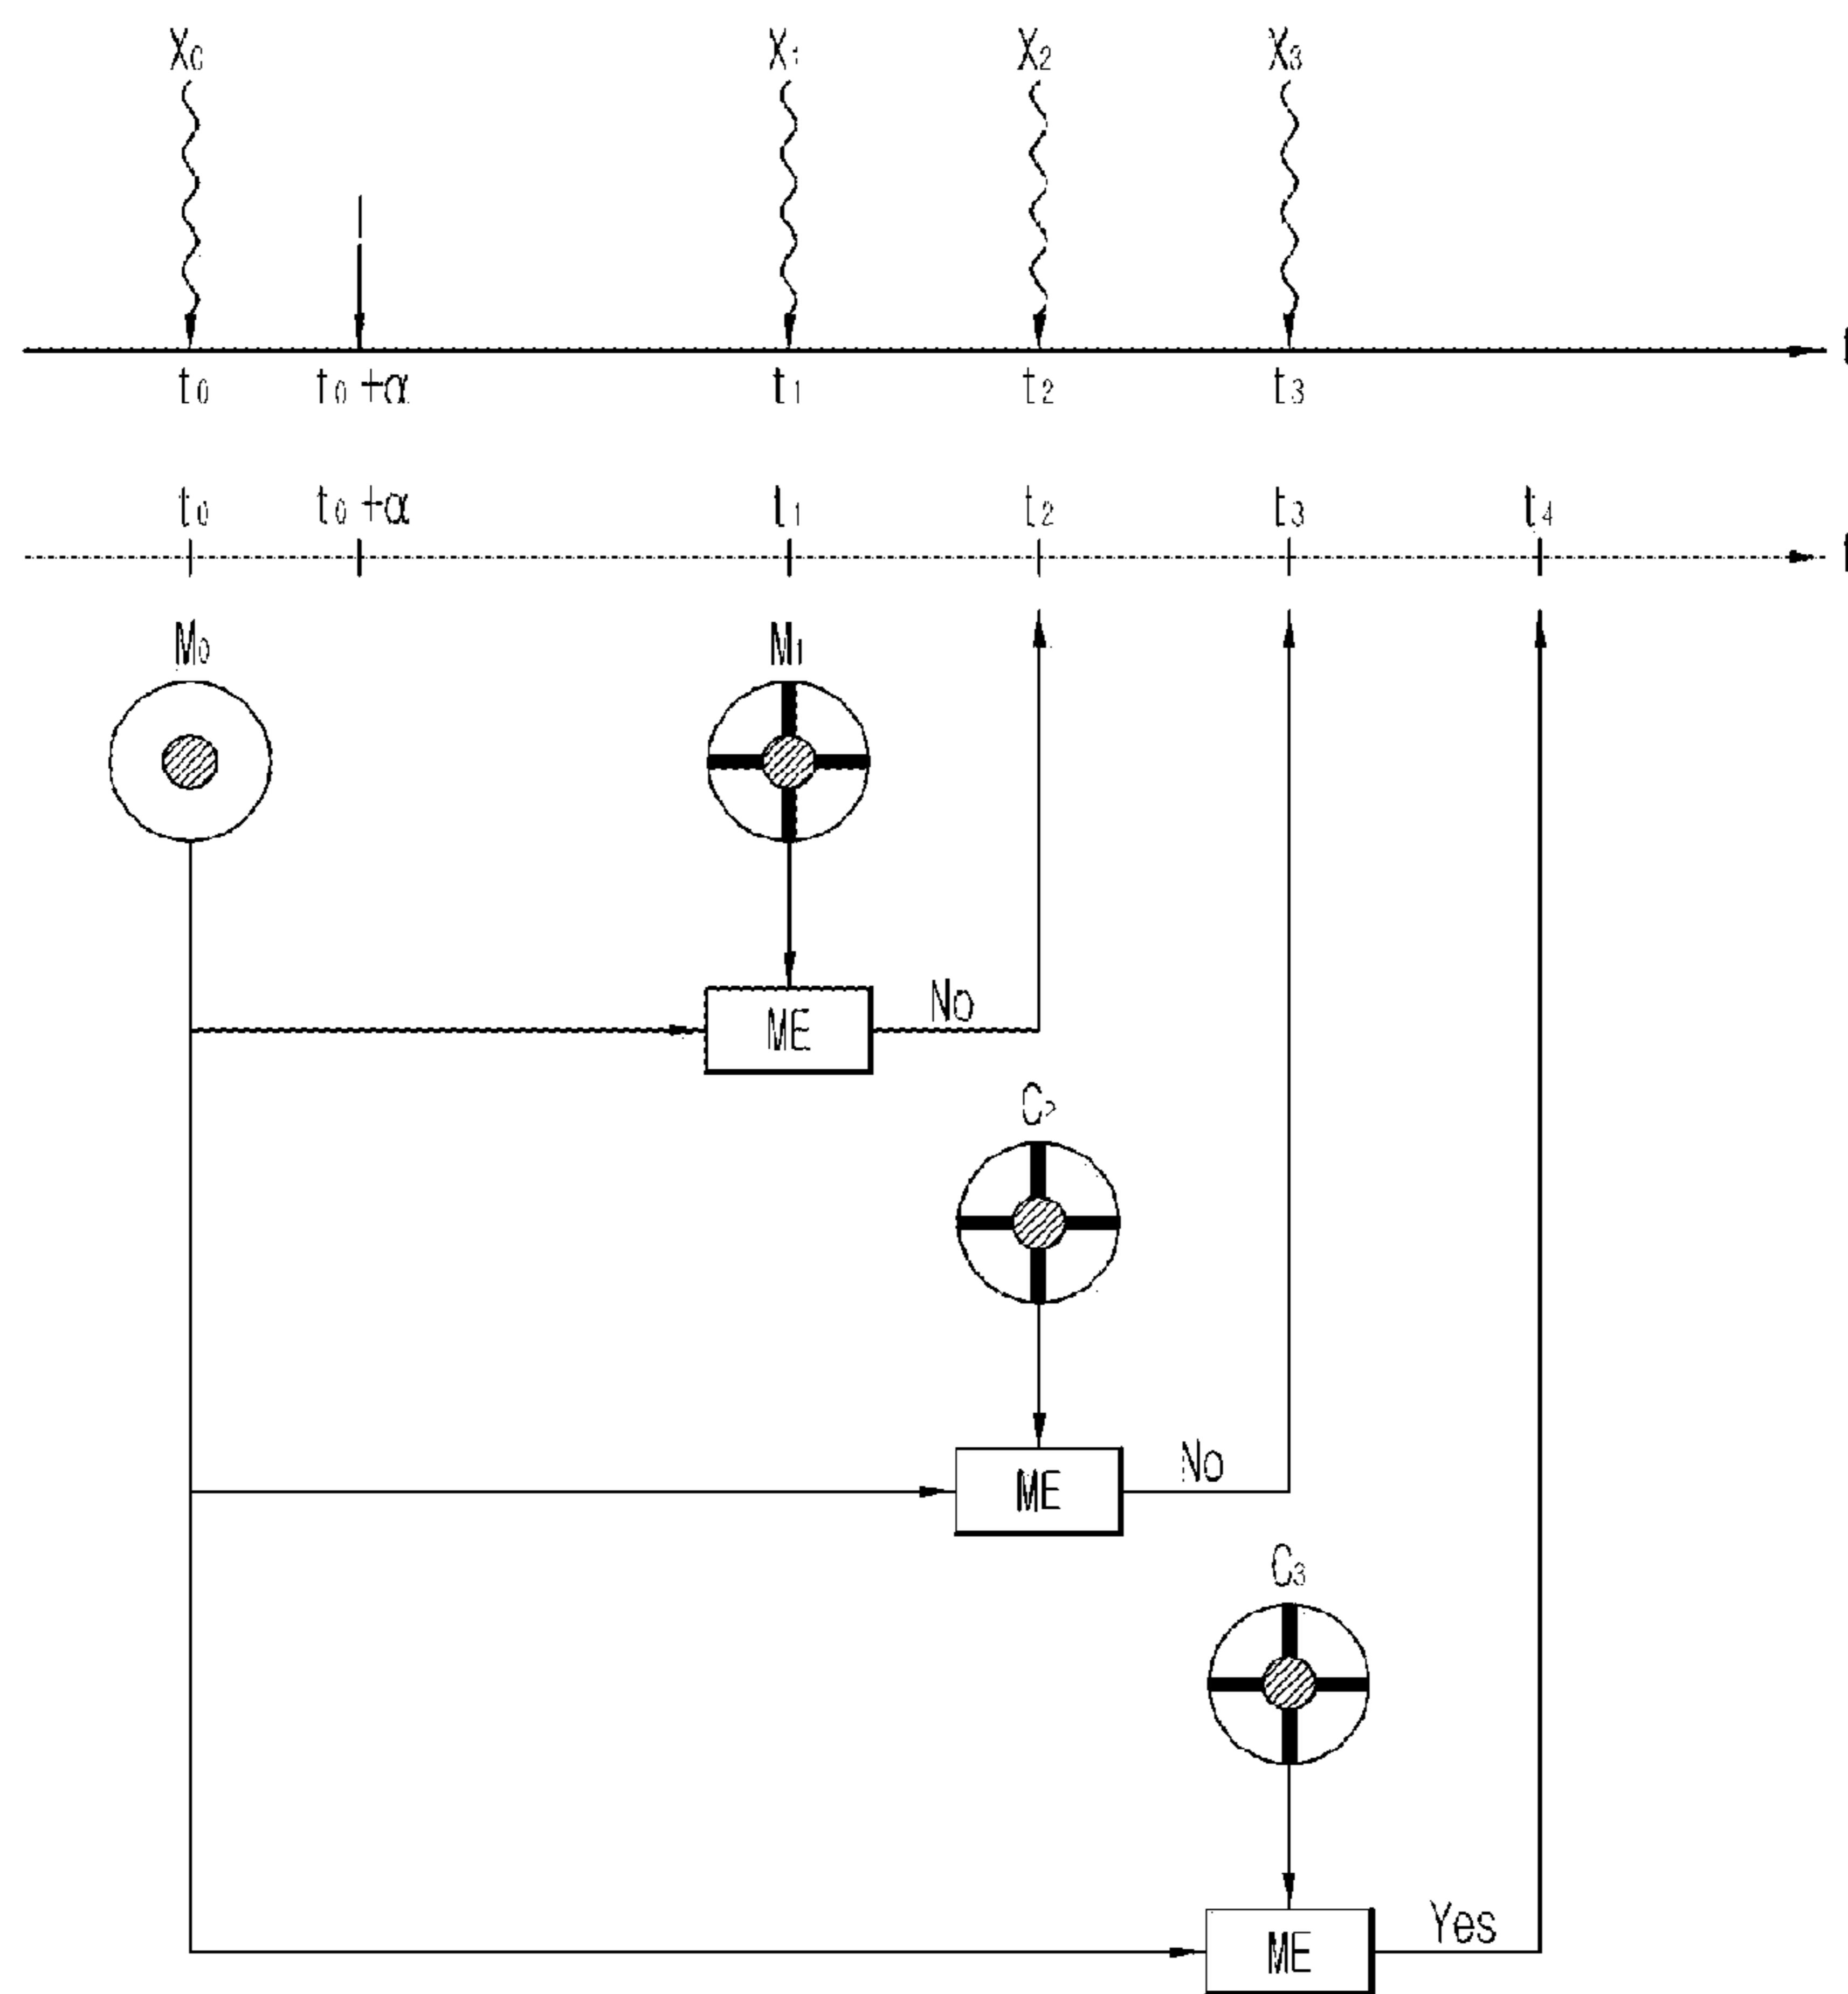 X₀ X₁ X₂ X₃
t₀ t₀+α t₁ t₂ t₃
t₀ t₀+α t₁ t₂ t₃ t₄
M₀ M₁
No
ME
C₂
No
ME
C₃
Yes
ME